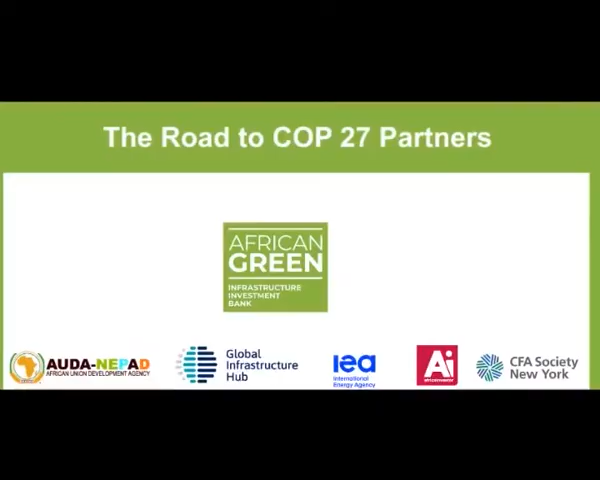 The Road to COP 27 Partners
AFRICAN
GREEN
INFRASTRUCTURE
INVESTMENT
BANK
AUDA-NEPAD
AFRICAN UNION DEVELOPMENT AGENCY
Global
Infrastructure
Hub
iea
International
Energy Agency
Ai
africainvestor
CFA Society
New York